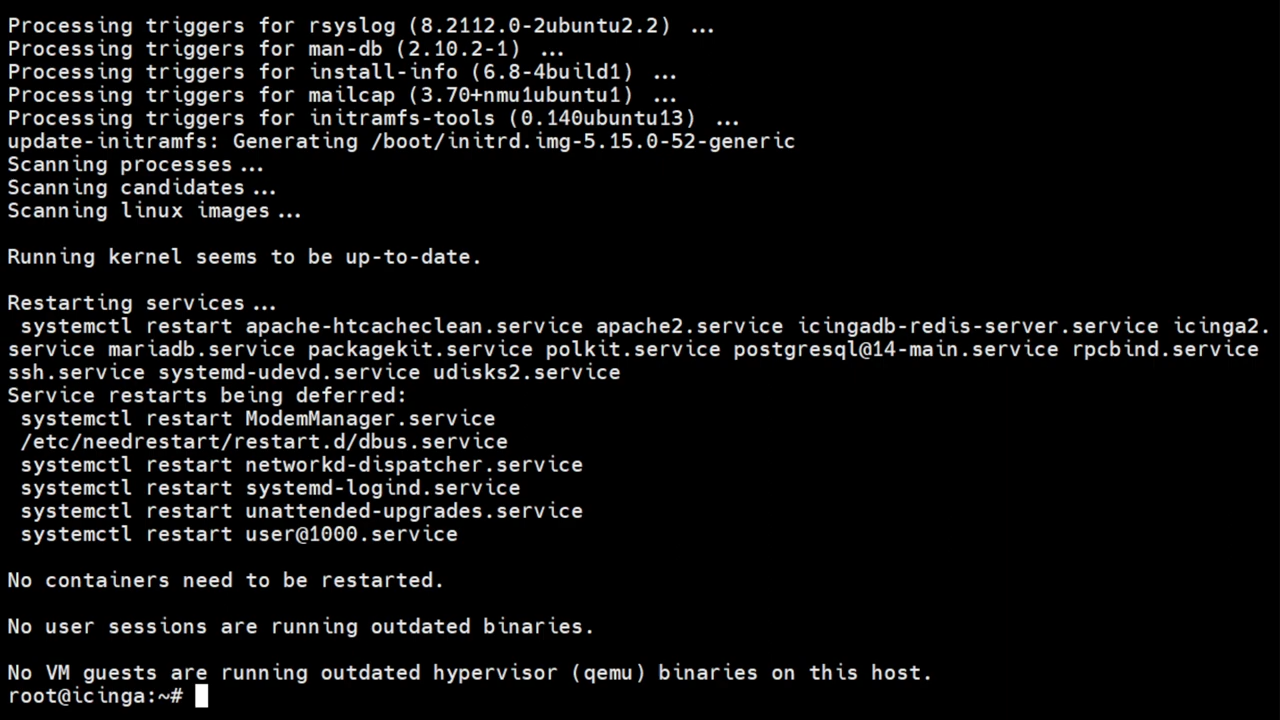 Processing triggers for rsyslog (8.2112.0-2ubuntu2.2) ...
Processing triggers for man-db (2.10.2-1) ...
Processing triggers for install-info (6.8-4build1) ...
Processing triggers for mailcap (3.70+nmu1ubuntu1) ...
Processing triggers for initramfs-tools (0.140ubuntu13) ...
update-initramfs: Generating /boot/initrd.img-5.15.0-52-generic
Scanning processes...
Scanning candidates...
Scanning linux images...
Running kernel seems to be up-to-date.
Restarting services...
systemctl restart apache-htcacheclean.service apache2.service icingadb-redis-server.service icinga2.
service mariadb.service packagekit.service polkit.service postgresql@14-main.service rpcbind.service
ssh.service systemd-udevd.service udisks2.service
Service restarts being deferred:
systemctl restart ModemManager.service
/etc/needrestart/restart.d/dbus.service
systemctl restart networkd-dispatcher.service
systemctl restart systemd-logind.service
systemctl restart unattended-upgrades.service
systemctl restart user@1000.service
No containers need to be restarted.
No user sessions are running outdated binaries.
No VM guests are running outdated hypervisor (qemu) binaries on this host.
root@icinga:~#